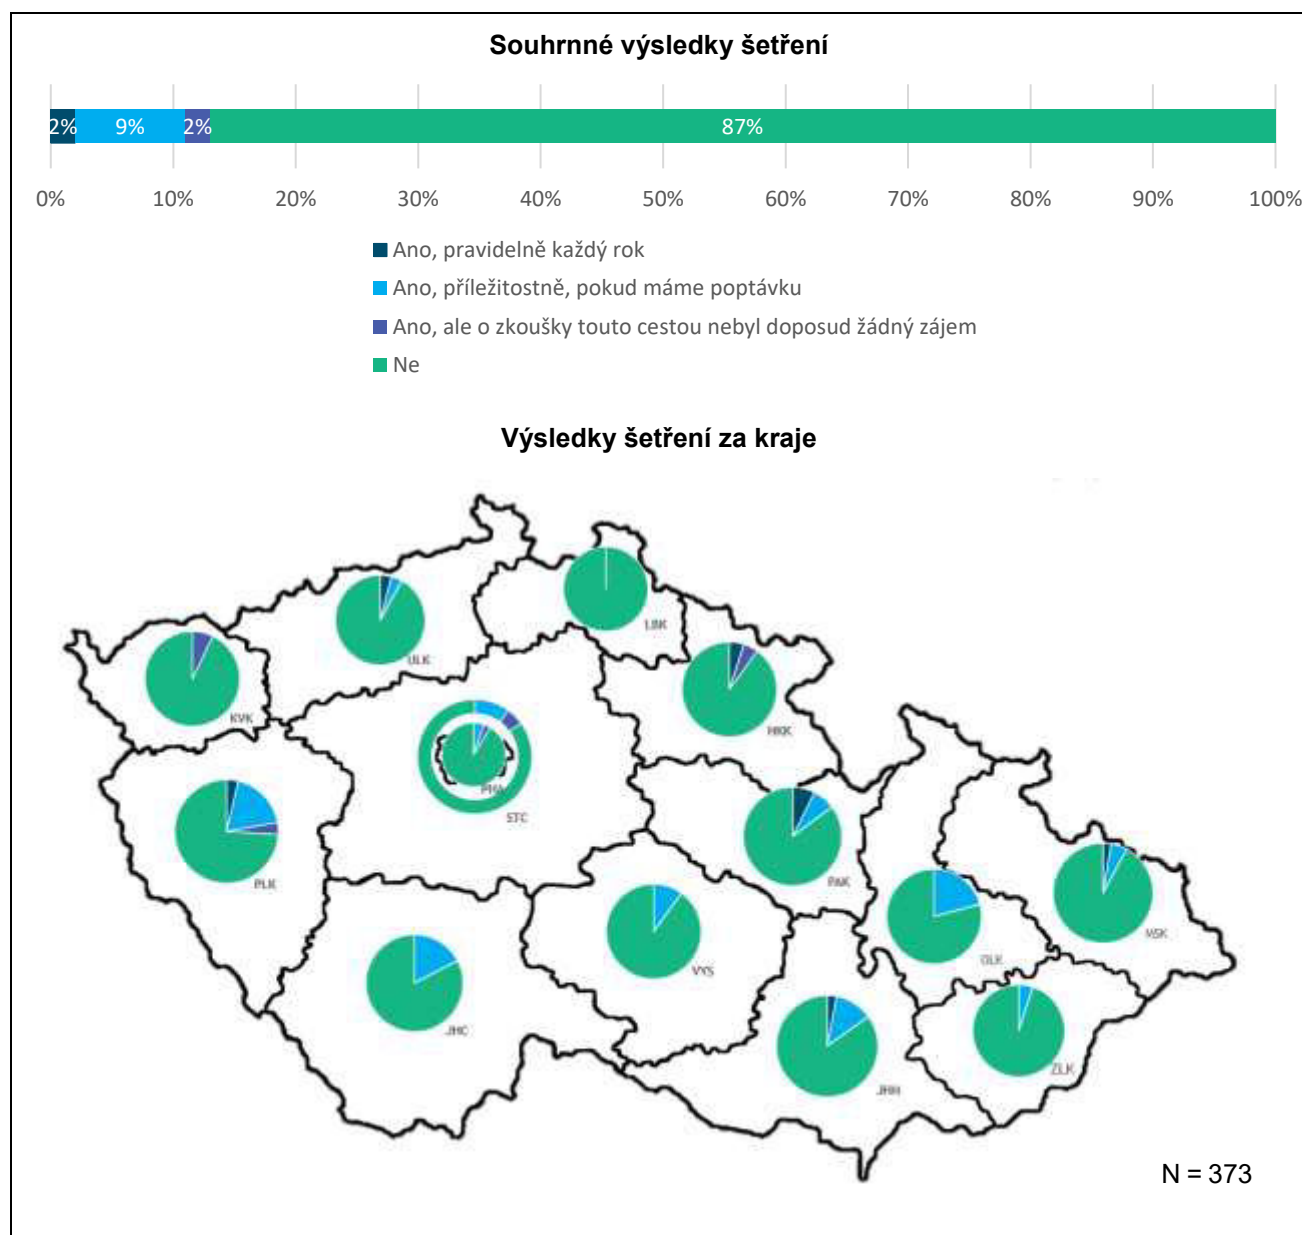 Souhrnné výsledky šetření
2% 9% 2% 87%
0% 10% 20% 30% 40% 50% 60% 70% 80% 90% 100%
Ano, pravidelně každý rok
Ano, příležitostně, pokud máme poptávku
Ano, ale o zkoušky touto cestou nebyl doposud žádný zájem
Ne
Výsledky šetření za kraje
LBK
ULK
KVK
HKK
PHA
STC
PLK
PAK
MSK
OLK
VYS
JHC
ZLK
JHM
N = 373